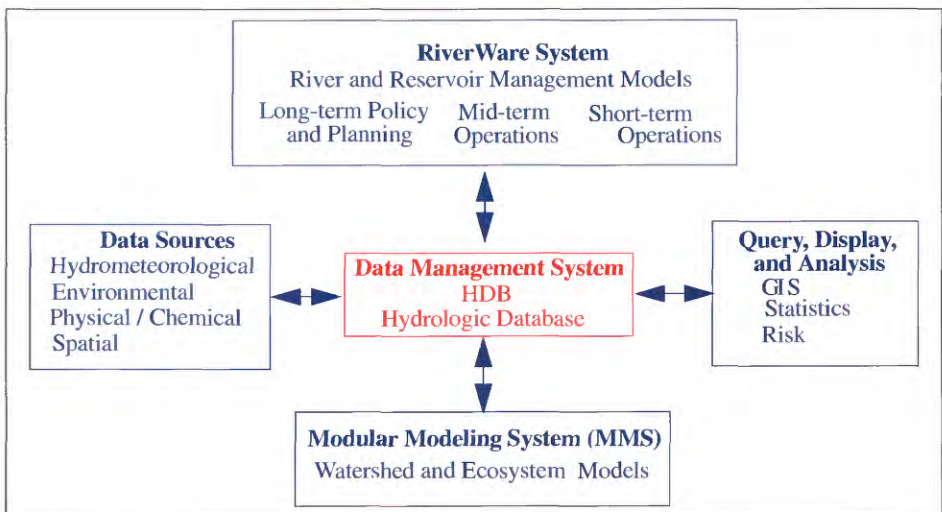 RiverWare System
River and Reservoir Management Models
Long-term Policy and Planning
Mid-term Operations
Short-term Operations
Data Sources
Hydrometeorological
Environmental
Physical / Chemical
Spatial
Data Management System
HDB
Hydrologic Database
Query, Display,
and Analysis
GIS
Statistics
Risk
Modular Modeling System (MMS)
Watershed and Ecosystem Models